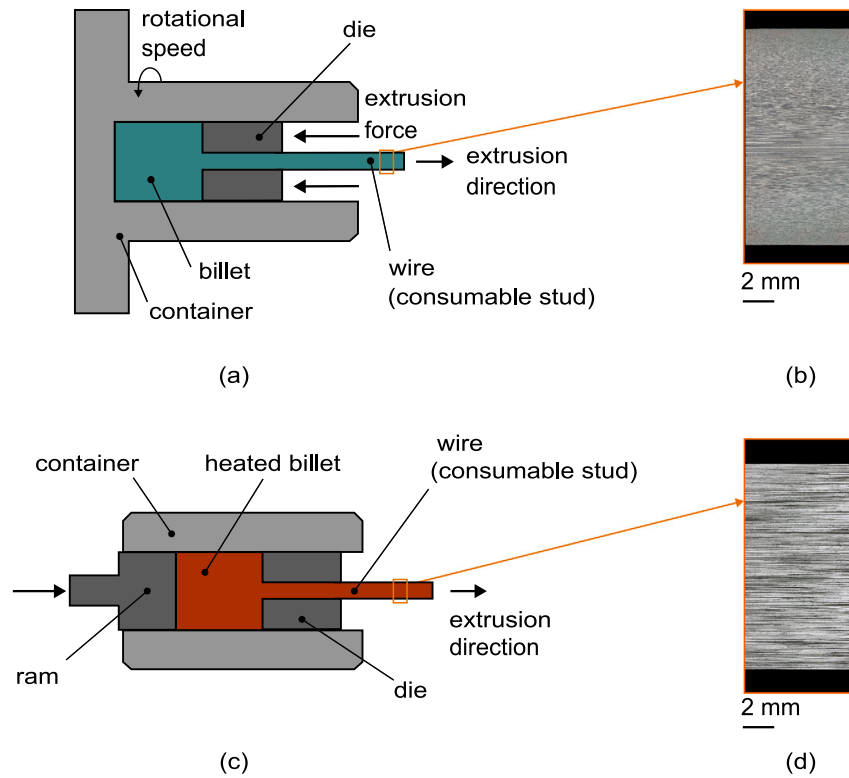 rotational
speed
die
extrusion
force
extrusion
direction
billet
wire
(consumable stud)
container
2 mm
(a)
(b)
container
heated billet
wire
(consumable stud)
extrusion
direction
ram
die
2 mm
(c)
(d)